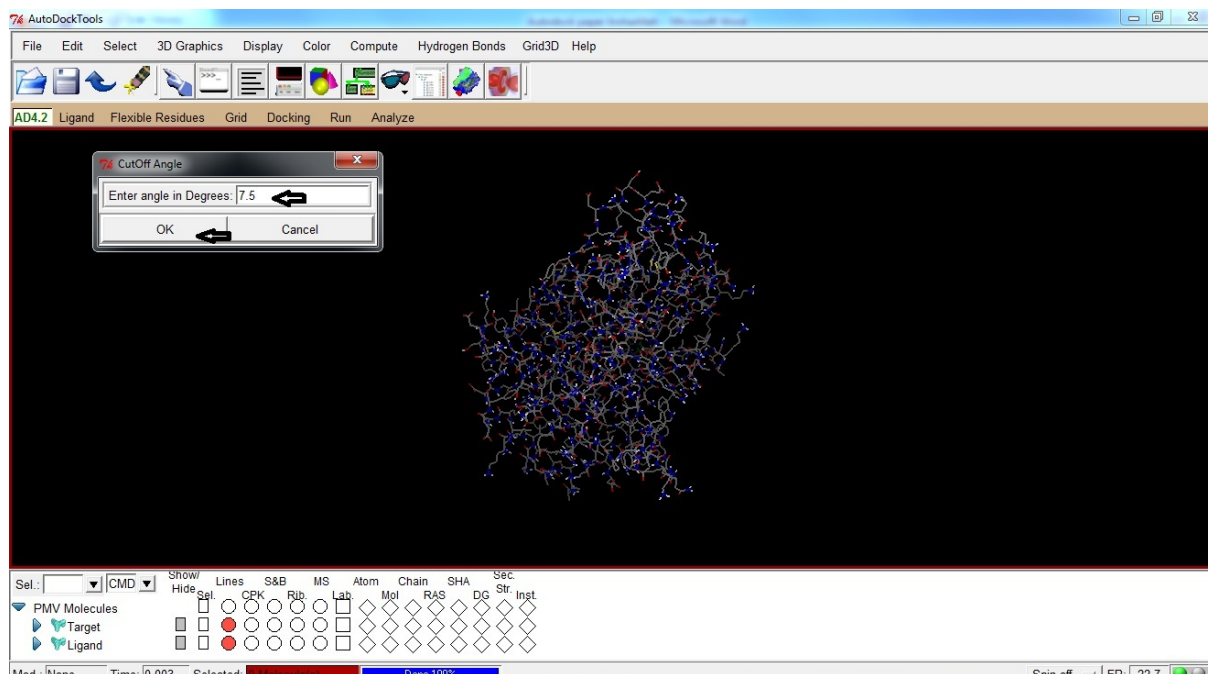 AutoDockTools
File Edit Select 3D Graphics Display Color Compute Hydrogen Bonds Grid3D Help
AD4.2 Ligand Flexible Residues Grid Docking Run Analyze
CutOff Angle
Enter angle in Degrees: 7.5
OK Cancel
Sel.: CMD Show/ Hide Sel. Lines CPK S&B Rib. MS Lab. Atom Mol Chain RAS SHA DG Sec. Str. Inst.
PMV Molecules
Target
Ligand
Mod.: None Time: 0.003 Selected: Done 100% Spin off FR: 22.7